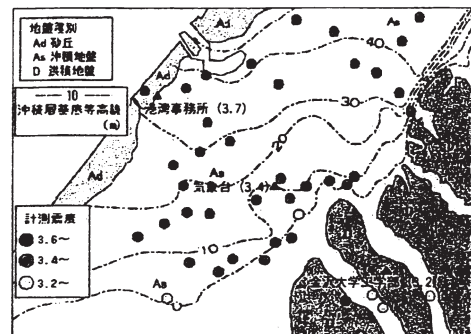 地盤種別
Ad 砂丘
As 沖積地盤
D 洪積地盤
10
沖積層基底等高線
(m)
Ad
As
40
Ad
港湾事務所 (3.7)
30
20
Ad
As
気象台 (3.4)
計測震度
3.6~
3.4~
3.2~
10
As